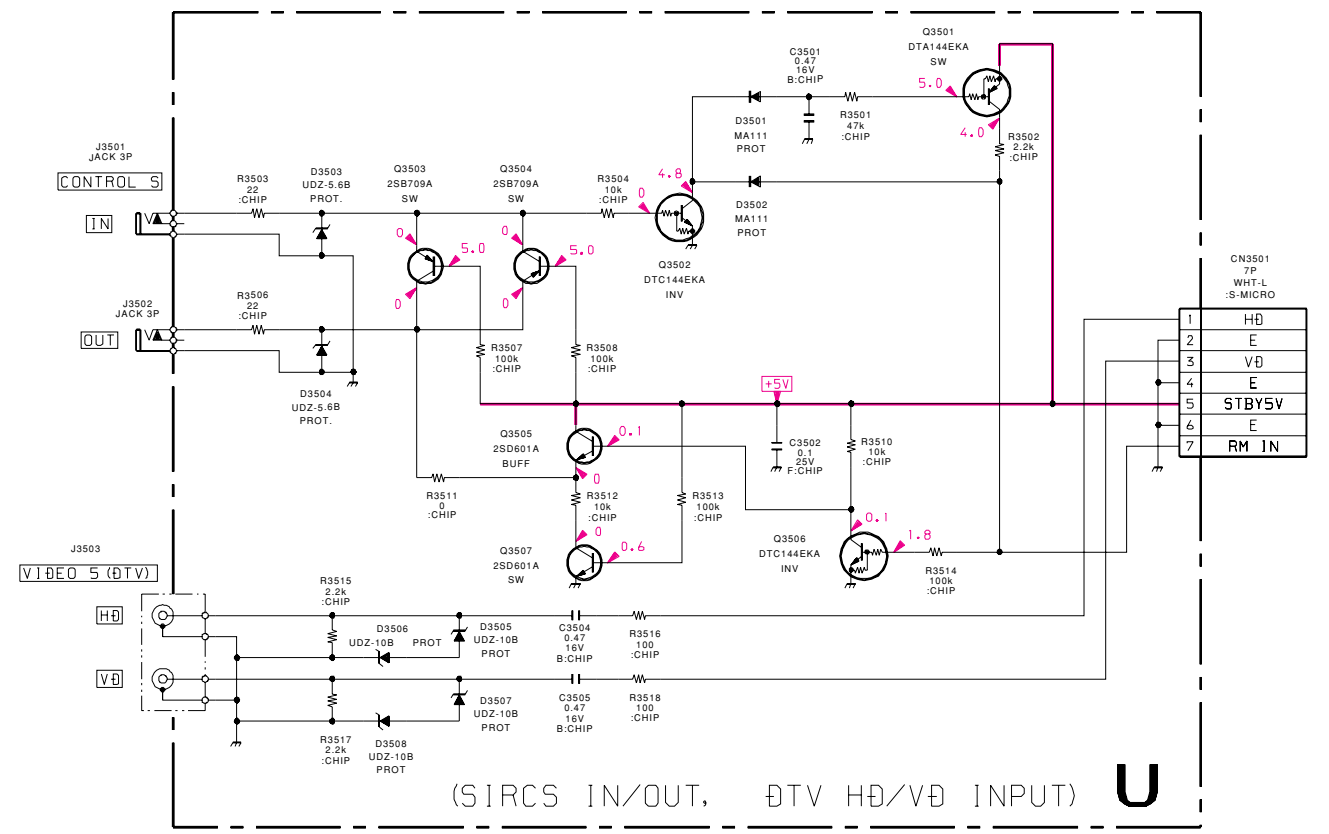 Q3501
DTA144EKA
SW
C3501
0.47
16V
B:CHIP
5.0
D3501
MA111
PROT
R3501
47k
:CHIP
4.0
R3502
2.2k
:CHIP
J3501
JACK 3P
CONTROL S
IN
R3503
22
:CHIP
D3503
UDZ-5.6B
PROT.
Q3503
2SB709A
SW
Q3504
2SB709A
SW
R3504
10k
:CHIP
4.8
0
D3502
MA111
PROT
0
5.0
0
0
5.0
0
Q3502
DTC144EKA
INV
CN3501
7P
WHT-L
:S-MICRO
J3502
JACK 3P
OUT
R3506
22
:CHIP
D3504
UDZ-5.6B
PROT.
R3507
100k
:CHIP
R3508
100k
:CHIP
1 HĐ
2 E
3 VĐ
4 E
5 STBY5V
6 E
7 RM IN
+5V
Q3505
2SD601A
BUFF
0.1
0
C3502
0.1
25V
F:CHIP
R3510
10k
:CHIP
R3511
0
:CHIP
R3512
10k
:CHIP
R3513
100k
:CHIP
0
0.6
Q3507
2SD601A
SW
Q3506
DTC144EKA
INV
0.1
1.8
R3514
100k
:CHIP
J3503
VIĐEO 5 (ĐTV)
HĐ
VĐ
R3515
2.2k
:CHIP
D3506
UDZ-10B
PROT
D3505
UDZ-10B
PROT
C3504
0.47
16V
B:CHIP
R3516
100
:CHIP
R3517
2.2k
:CHIP
D3508
UDZ-10B
PROT
D3507
UDZ-10B
PROT
C3505
0.47
16V
B:CHIP
R3518
100
:CHIP
(SIRCS IN/OUT, ĐTV HĐ/VĐ INPUT) U